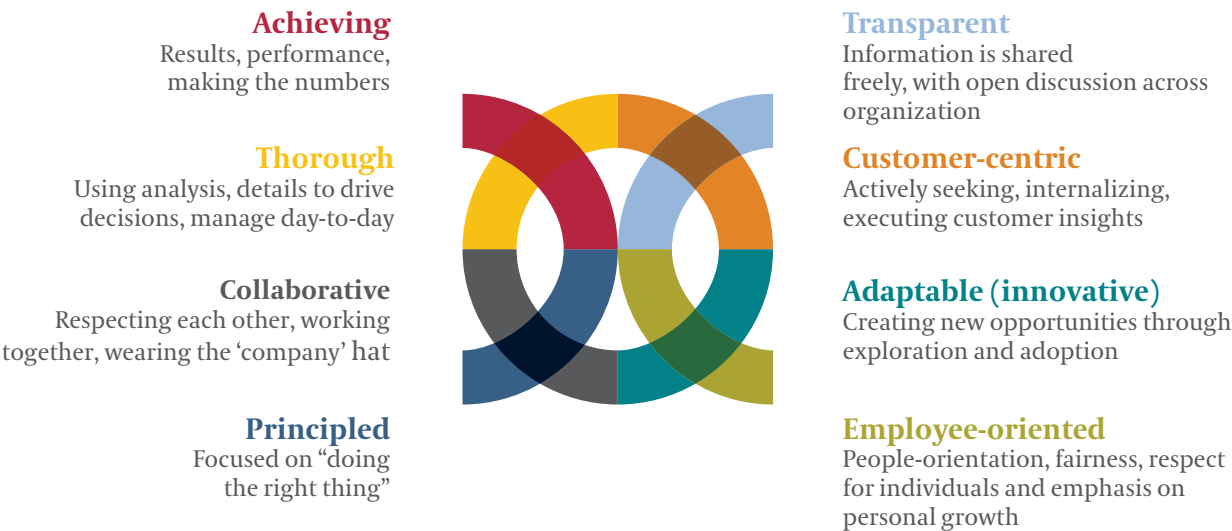 Achieving
Results, performance,
making the numbers
Thorough
Using analysis, details to drive
decisions, manage day-to-day
Collaborative
Respecting each other, working
together, wearing the ‘company’ hat
Principled
Focused on “doing
the right thing”
Transparent
Information is shared
freely, with open discussion across
organization
Customer-centric
Actively seeking, internalizing,
executing customer insights
Adaptable (innovative)
Creating new opportunities through
exploration and adoption
Employee-oriented
People-orientation, fairness, respect
for individuals and emphasis on
personal growth